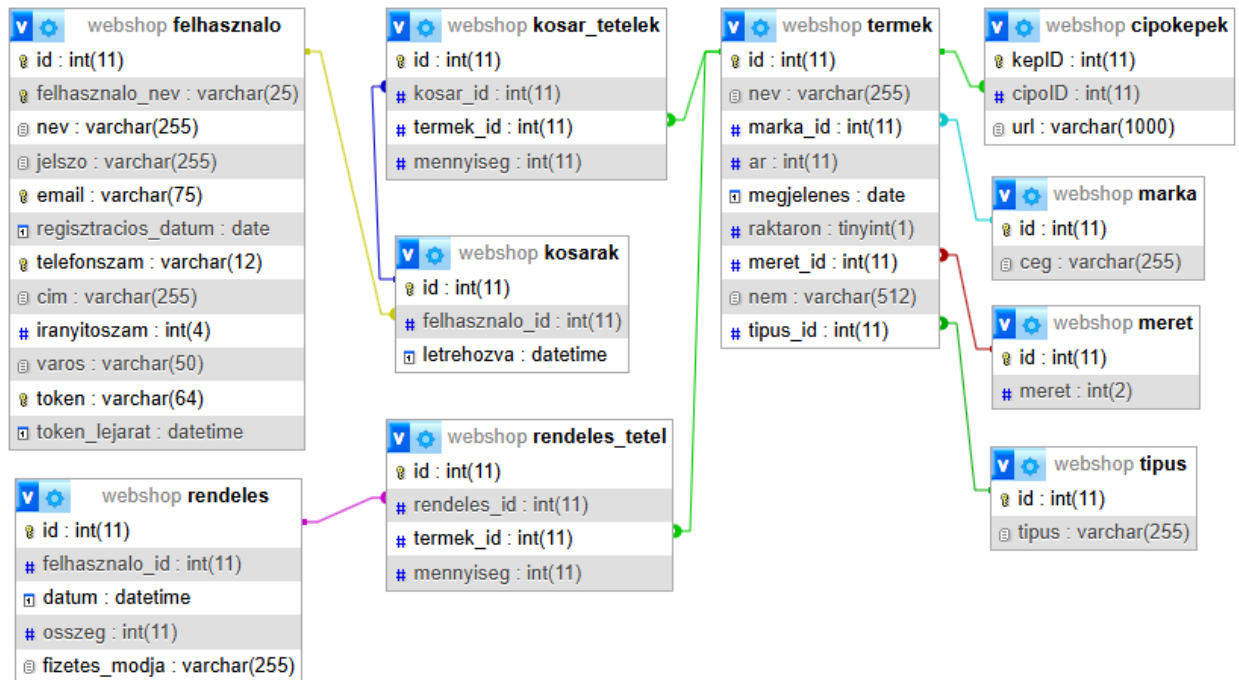 webshop felhasznalo
id : int(11)
felhasznalo_nev : varchar(25)
nev : varchar(255)
jelszo : varchar(255)
email : varchar(75)
regisztracios_datum : date
telefonszam : varchar(12)
cim : varchar(255)
iranyitoszam : int(4)
varos : varchar(50)
token : varchar(64)
token_lejarat : datetime
webshop rendeles
id : int(11)
felhasznalo_id : int(11)
datum : datetime
osszeg : int(11)
fizetes_modja : varchar(255)
webshop kosar_tetelek
id : int(11)
kosar_id : int(11)
termek_id : int(11)
mennyiseg : int(11)
webshop kosarak
id : int(11)
felhasznalo_id : int(11)
letrehozva : datetime
webshop rendeles_tetel
id : int(11)
rendeles_id : int(11)
termek_id : int(11)
mennyiseg : int(11)
webshop termek
id : int(11)
nev : varchar(255)
marka_id : int(11)
ar : int(11)
megjelenes : date
raktaron : tinyint(1)
meret_id : int(11)
nem : varchar(512)
tipus_id : int(11)
webshop cipokepek
kepID : int(11)
cipoID : int(11)
url : varchar(1000)
webshop marka
id : int(11)
ceg : varchar(255)
webshop meret
id : int(11)
meret : int(2)
webshop tipus
id : int(11)
tipus : varchar(255)